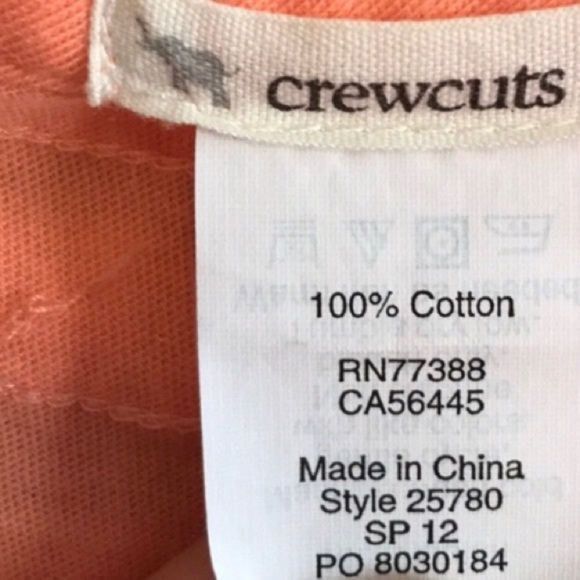 crewcuts
100% Cotton
RN77388
CA56445
Made in China
Style 25780
SP 12
PO 8030184